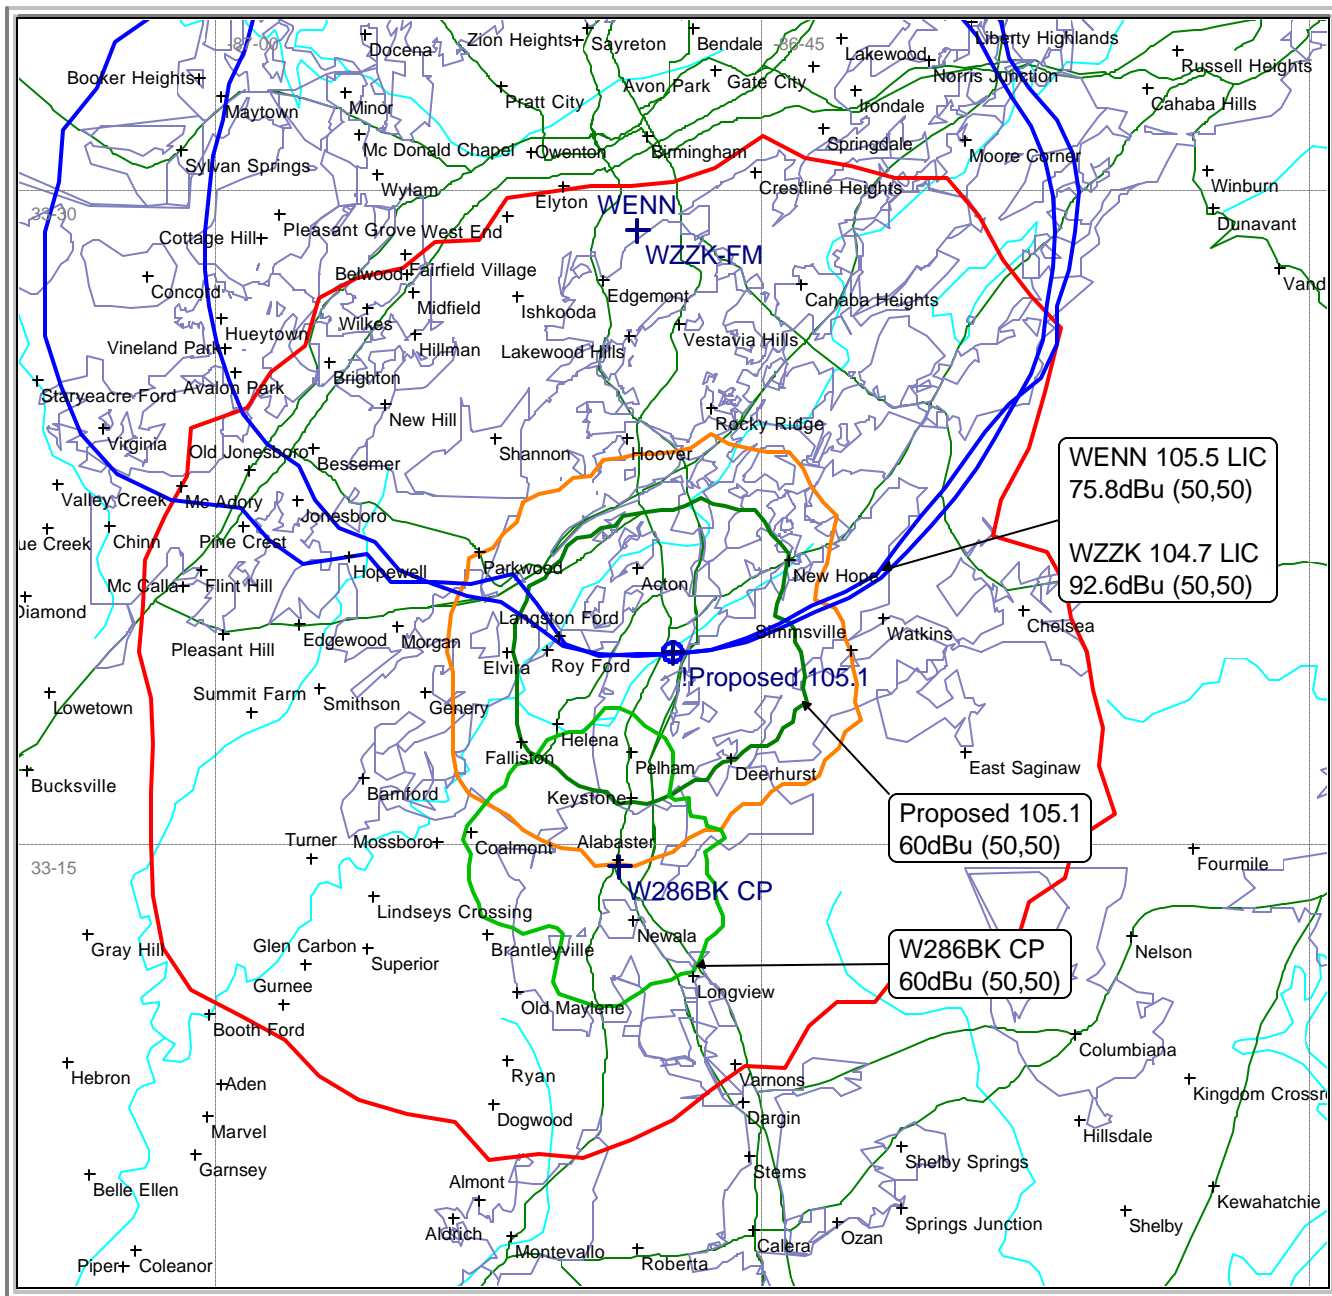 -87-00
Docena
Zion Heights
Sayreton
Bendale
-86-45
Lakewood
Liberty Highlands
Booker Heights
Maytown
Minor
Pratt City
Avon Park
Gate City
Norris Junction
Russell Heights
Irondale
Cahaba Hills
Sylvan Springs
Mc Donald Chapel
Owenton
Birmingham
Springdale
Moore Corner
Wylam
Elyton
Crestline Heights
Winburn
33-30
Cottage Hill
Pleasant Grove
West End
WENN
WZZK-FM
Dunavant
Concord
Belwood
Fairfield Village
Edgemont
Cahaba Heights
Vand
Hueytown
Wilkes
Midfield
Ishkooda
Vineland Park
Hillman
Lakewood Hills
Vestavia Hills
Starveacre Ford
Avalon Park
Brighton
New Hill
Rocky Ridge
Virginia
Old Jonesboro
Bessemer
Shannon
Hoover
WENN 105.5 LIC
75.8dBu (50,50)
WZZK 104.7 LIC
92.6dBu (50,50)
Valley Creek
Mc Adory
Jonesboro
ue Creek
Chinn
Pine Crest
Hopewell
Parkwood
Acton
New Hope
Mc Calla
Flint Hill
Diamond
Pleasant Hill
Edgewood
Morgan
Langston Ford
Simmsville
Watkins
Chelsea
Elvira
Roy Ford
!Proposed 105.1
Lowetown
Summit Farm
Smithson
Genery
Helena
Falliston
Pelham
Deerhurst
East Saginaw
Bucksville
Bamford
Keystone
Proposed 105.1
60dBu (50,50)
Turner
Mossboro
Coalmont
Alabaster
33-15
Fourmile
W286BK CP
Lindseys Crossing
Gray Hill
Glen Carbon
Superior
Brantleyville
Newala
W286BK CP
60dBu (50,50)
Nelson
Gurnee
Old Maylene
Longview
Booth Ford
Columbiana
Hebron
Aden
Ryan
Varnons
Kingdom Crossr
Marvel
Dogwood
Dargin
Hillsdale
Garnsey
Stems
Shelby Springs
Belle Ellen
Almont
Kewahatchie
Aldrich
Springs Junction
Shelby
Piper
Coleanor
Montevallo
Roberta
Calera
Ozan